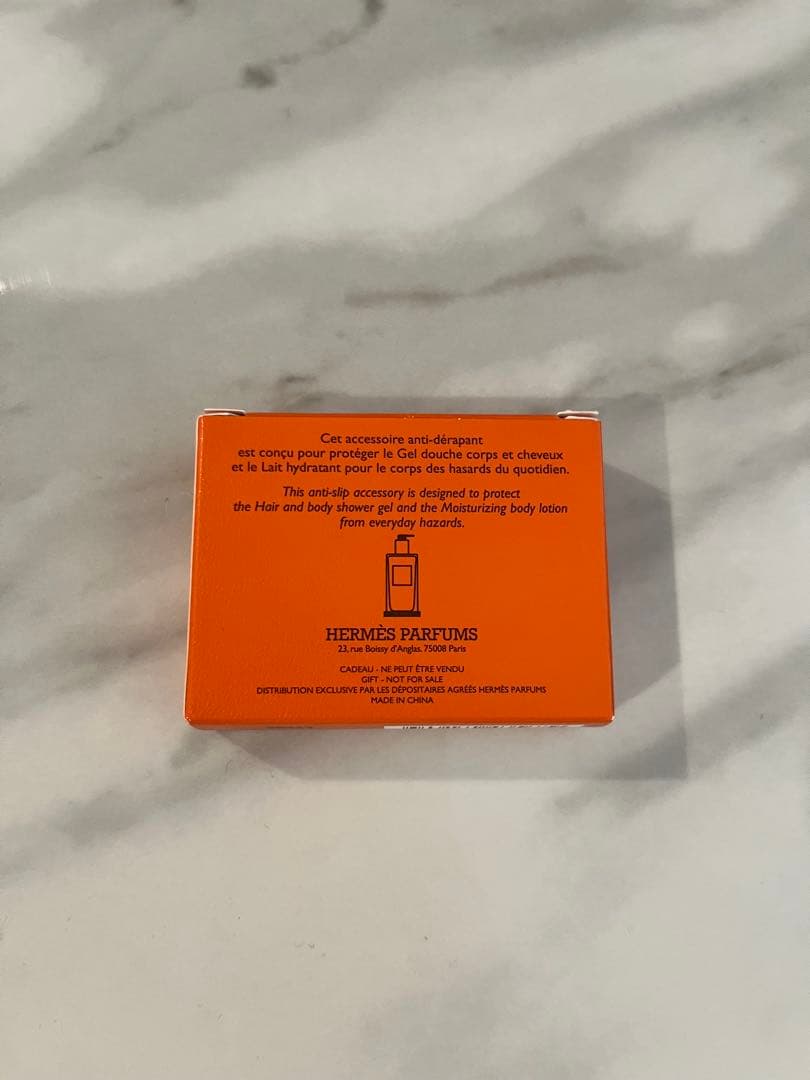 Cet accessoire anti-dérapant
est conçu pour protéger le Gel douche corps et cheveux
et le Lait hydratant pour le corps des hasards du quotidien.
This anti-slip accessory is designed to protect
the Hair and body shower gel and the Moisturizing body lotion
from everyday hazards.
HERMÈS PARFUMS
23, rue Boissy d'Anglas. 75008 Paris
CADEAU - NE PEUT ÊTRE VENDU
GIFT - NOT FOR SALE
DISTRIBUTION EXCLUSIVE PAR LES DÉPOSITAIRES AGRÉÉS HERMÈS PARFUMS
MADE IN CHINA